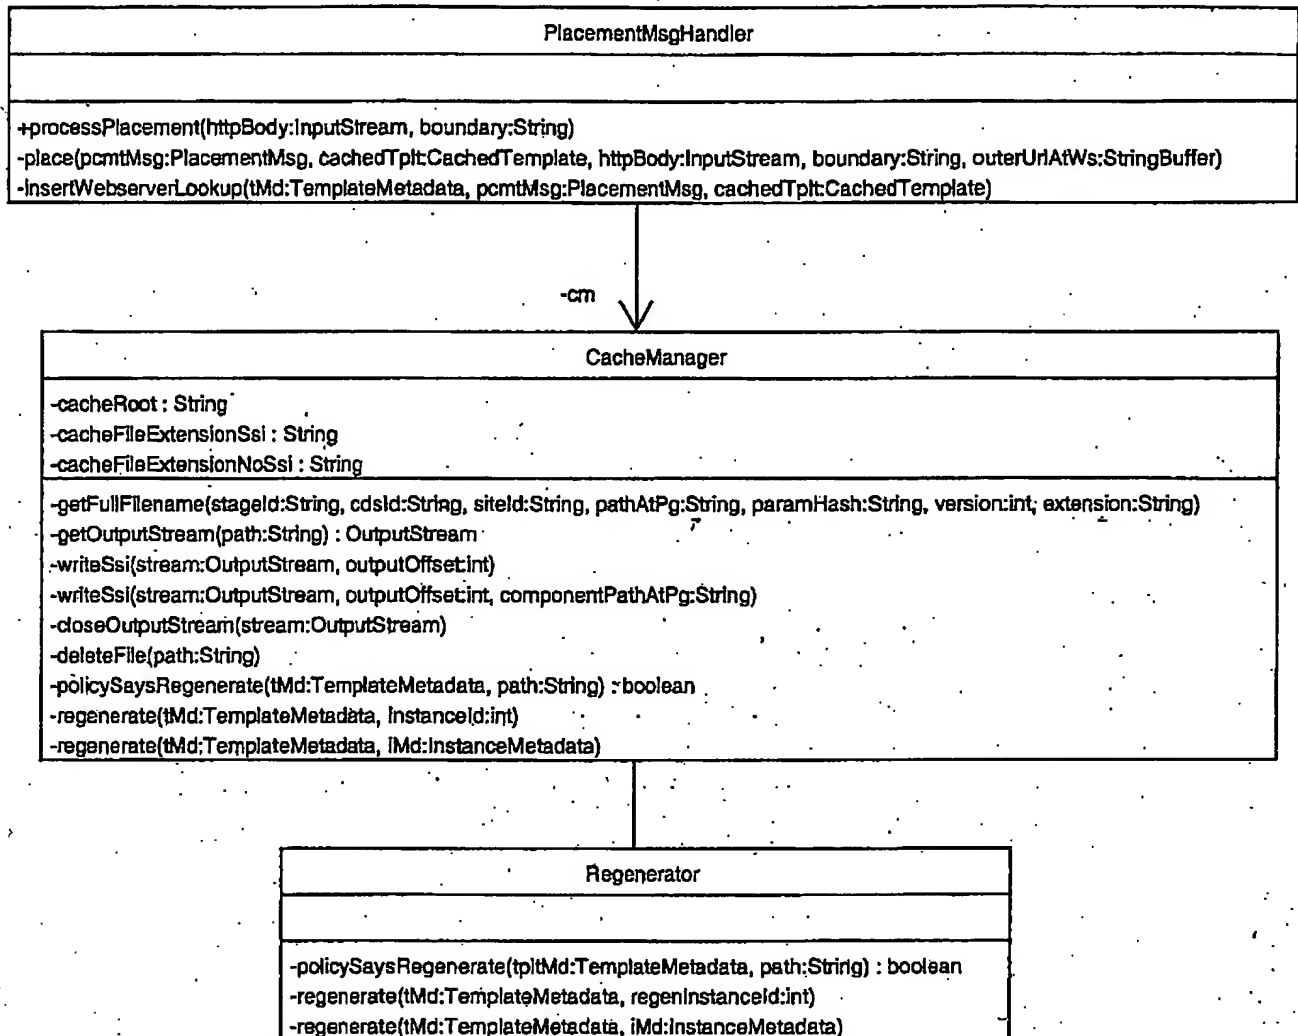 PlacementMsgHandler
+processPlacement(httpBody:InputStream, boundary:String)
-place(pcmtMsg:PlacementMsg, cachedTplt:CachedTemplate, httpBody:InputStream, boundary:String, outerUrlAtWs:StringBuffer)
-insertWebserverLookup(tMd:TemplateMetadata, pcmtMsg:PlacementMsg, cachedTplt:CachedTemplate)
-cm
CacheManager
-cacheRoot : String
-cacheFileExtensionSsi : String
-cacheFileExtensionNoSsi : String
-getFullFilename(stageId:String, cdsId:String, siteId:String, pathAtPg:String, paramHash:String, version:int, extension:String)
-getOutputStream(path:String) : OutputStream
-writeSsi(stream:OutputStream, outputOffset:int)
-writeSsi(stream:OutputStream, outputOffset:int, componentPathAtPg:String)
-closeOutputStream(stream:OutputStream)
-deleteFile(path:String)
-policySaysRegenerate(tMd:TemplateMetadata, path:String) : boolean
-regenerate(tMd:TemplateMetadata, instanceId:int)
-regenerate(tMd:TemplateMetadata, iMd:InstanceMetadata)
Regenerator
-policySaysRegenerate(tpltMd:TemplateMetadata, path:String) : boolean
-regenerate(tMd:TemplateMetadata, regenInstanceId:int)
-regenerate(tMd:TemplateMetadata, iMd:InstanceMetadata)